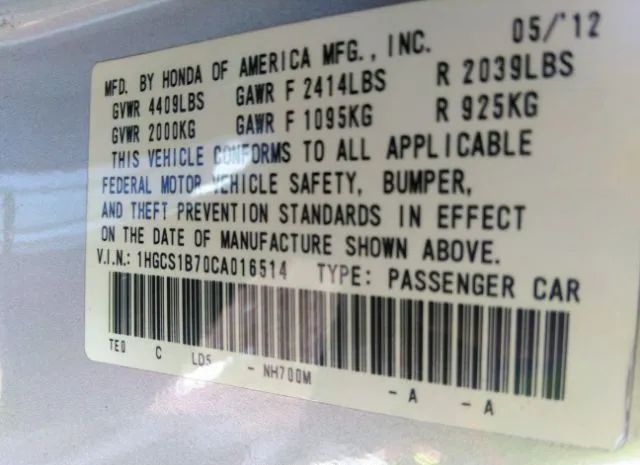 MFD. BY HONDA OF AMERICA MFG., INC. 05/'12
GVWR 4409LBS GAWR F 2414LBS R 2039LBS
GVWR 2000KG GAWR F 1095KG R 925KG
THIS VEHICLE CONFORMS TO ALL APPLICABLE
FEDERAL MOTOR VEHICLE SAFETY, BUMPER,
AND THEFT PREVENTION STANDARDS IN EFFECT
ON THE DATE OF MANUFACTURE SHOWN ABOVE.
V.I.N.: 1HGCS1B70CA016514 TYPE: PASSENGER CAR
TE0 C LDS - NH700M - A - A